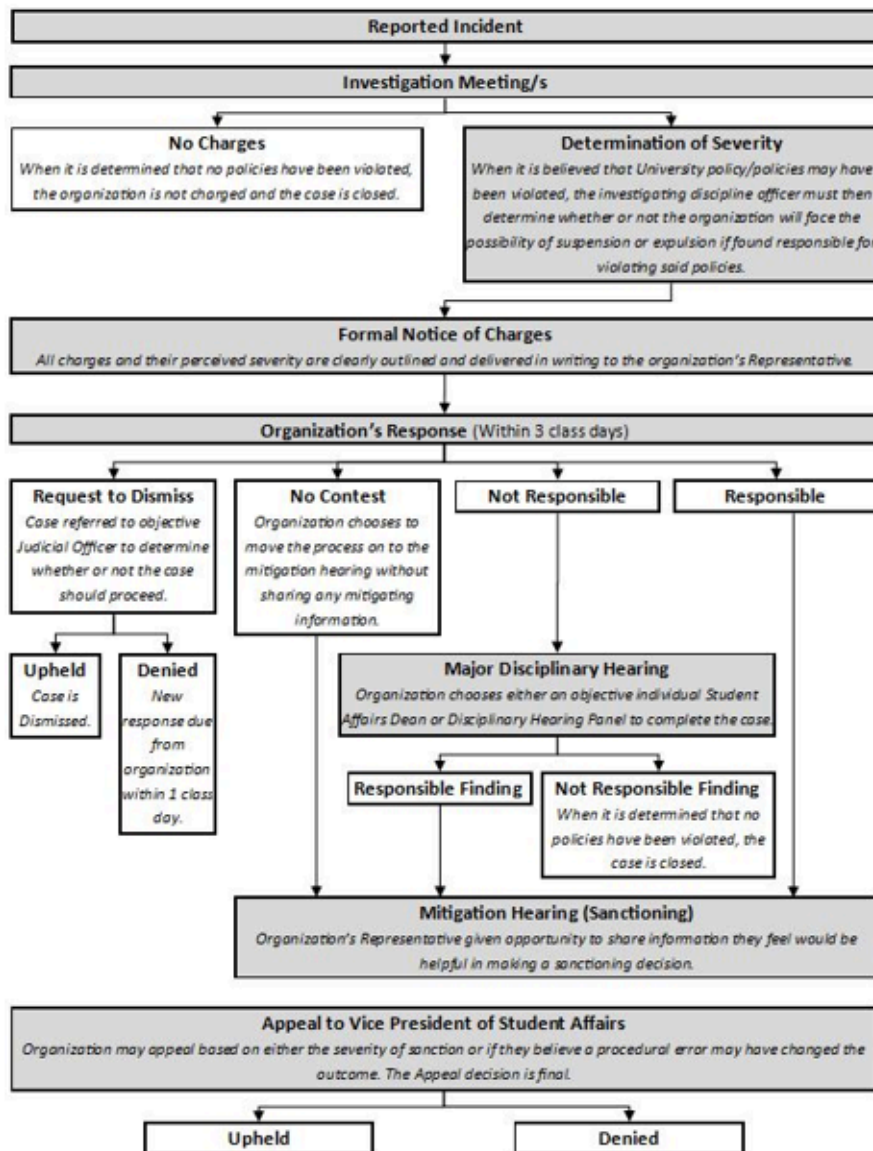 Reported Incident
Investigation Meeting/s
No Charges
When it is determined that no policies have been violated,
the organization is not charged and the case is closed.
Determination of Severity
When it is believed that University policy/policies may have
been violated, the investigating discipline officer must then
determine whether or not the organization will face the
possibility of suspension or expulsion if found responsible for
violating said policies.
Formal Notice of Charges
All charges and their perceived severity are clearly outlined and delivered in writing to the organization's Representative.
Organization's Response (Within 3 class days)
Request to Dismiss
Case referred to objective
Judicial Officer to determine
whether or not the case
should proceed.
No Contest
Organization chooses to
move the process on to the
mitigation hearing without
sharing any mitigating
information.
Not Responsible
Responsible
Upheld
Case is
Dismissed.
Denied
New
response due
from
organization
within 1 class
day.
Major Disciplinary Hearing
Organization chooses either an objective individual Student
Affairs Dean or Disciplinary Hearing Panel to complete the case.
Responsible Finding
Not Responsible Finding
When it is determined that no
policies have been violated, the
case is closed.
Mitigation Hearing (Sanctioning)
Organization's Representative given opportunity to share information they feel would be
helpful in making a sanctioning decision.
Appeal to Vice President of Student Affairs
Organization may appeal based on either the severity of sanction or if they believe a procedural error may have changed the
outcome. The Appeal decision is final.
Upheld
Denied